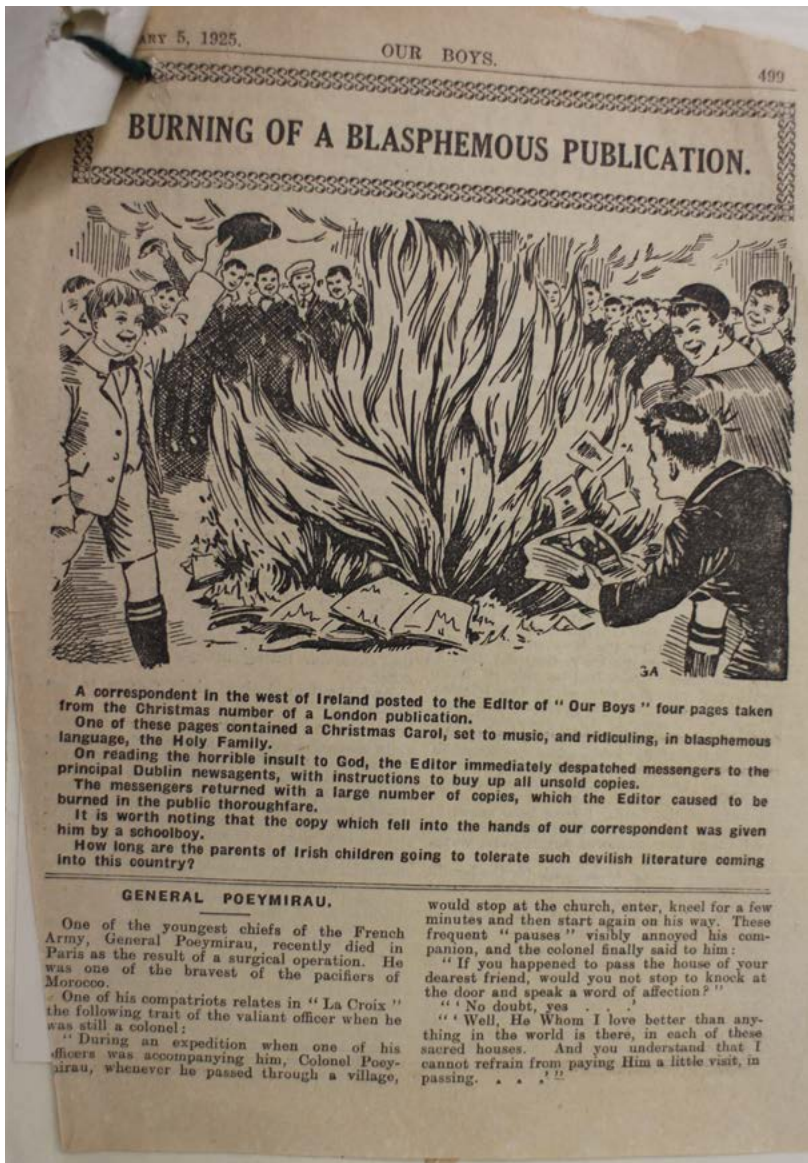 ARY 5, 1925.
OUR BOYS.
499
BURNING OF A BLASPHEMOUS PUBLICATION.
GA
A correspondent in the west of Ireland posted to the Editor of " Our Boys " four pages taken
from the Christmas number of a London publication.
One of these pages contained a Christmas Carol, set to music, and ridiculing, in blasphemous
language, the Holy Family.
On reading the horrible insult to God, the Editor immediately despatched messengers to the
principal Dublin newsagents, with instructions to buy up all unsold copies.
The messengers returned with a large number of copies, which the Editor caused to be
burned in the public thoroughfare.
It is worth noting that the copy which fell into the hands of our correspondent was given
him by a schoolboy.
How long are the parents of Irish children going to tolerate such devilish literature coming
into this country?
GENERAL POEYMIRAU.
One of the youngest chiefs of the French
Army, General Poeymirau, recently died in
Paris as the result of a surgical operation. He
was one of the bravest of the pacifiers of
Morocco.
One of his compatriots relates in " La Croix "
the following trait of the valiant officer when he
was still a colonel :
" During an expedition when one of his
officers was accompanying him, Colonel Poey-
mirau, whenever he passed through a village,
would stop at the church, enter, kneel for a few
minutes and then start again on his way. These
frequent " pauses " visibly annoyed his com-
panion, and the colonel finally said to him :
" If you happened to pass the house of your
dearest friend, would you not stop to knock at
the door and speak a word of affection ? "
" ' No doubt, yes . . .'
" ' Well, He Whom I love better than any-
thing in the world is there, in each of these
sacred houses. And you understand that I
cannot refrain from paying Him a little visit, in
passing. . . .' "